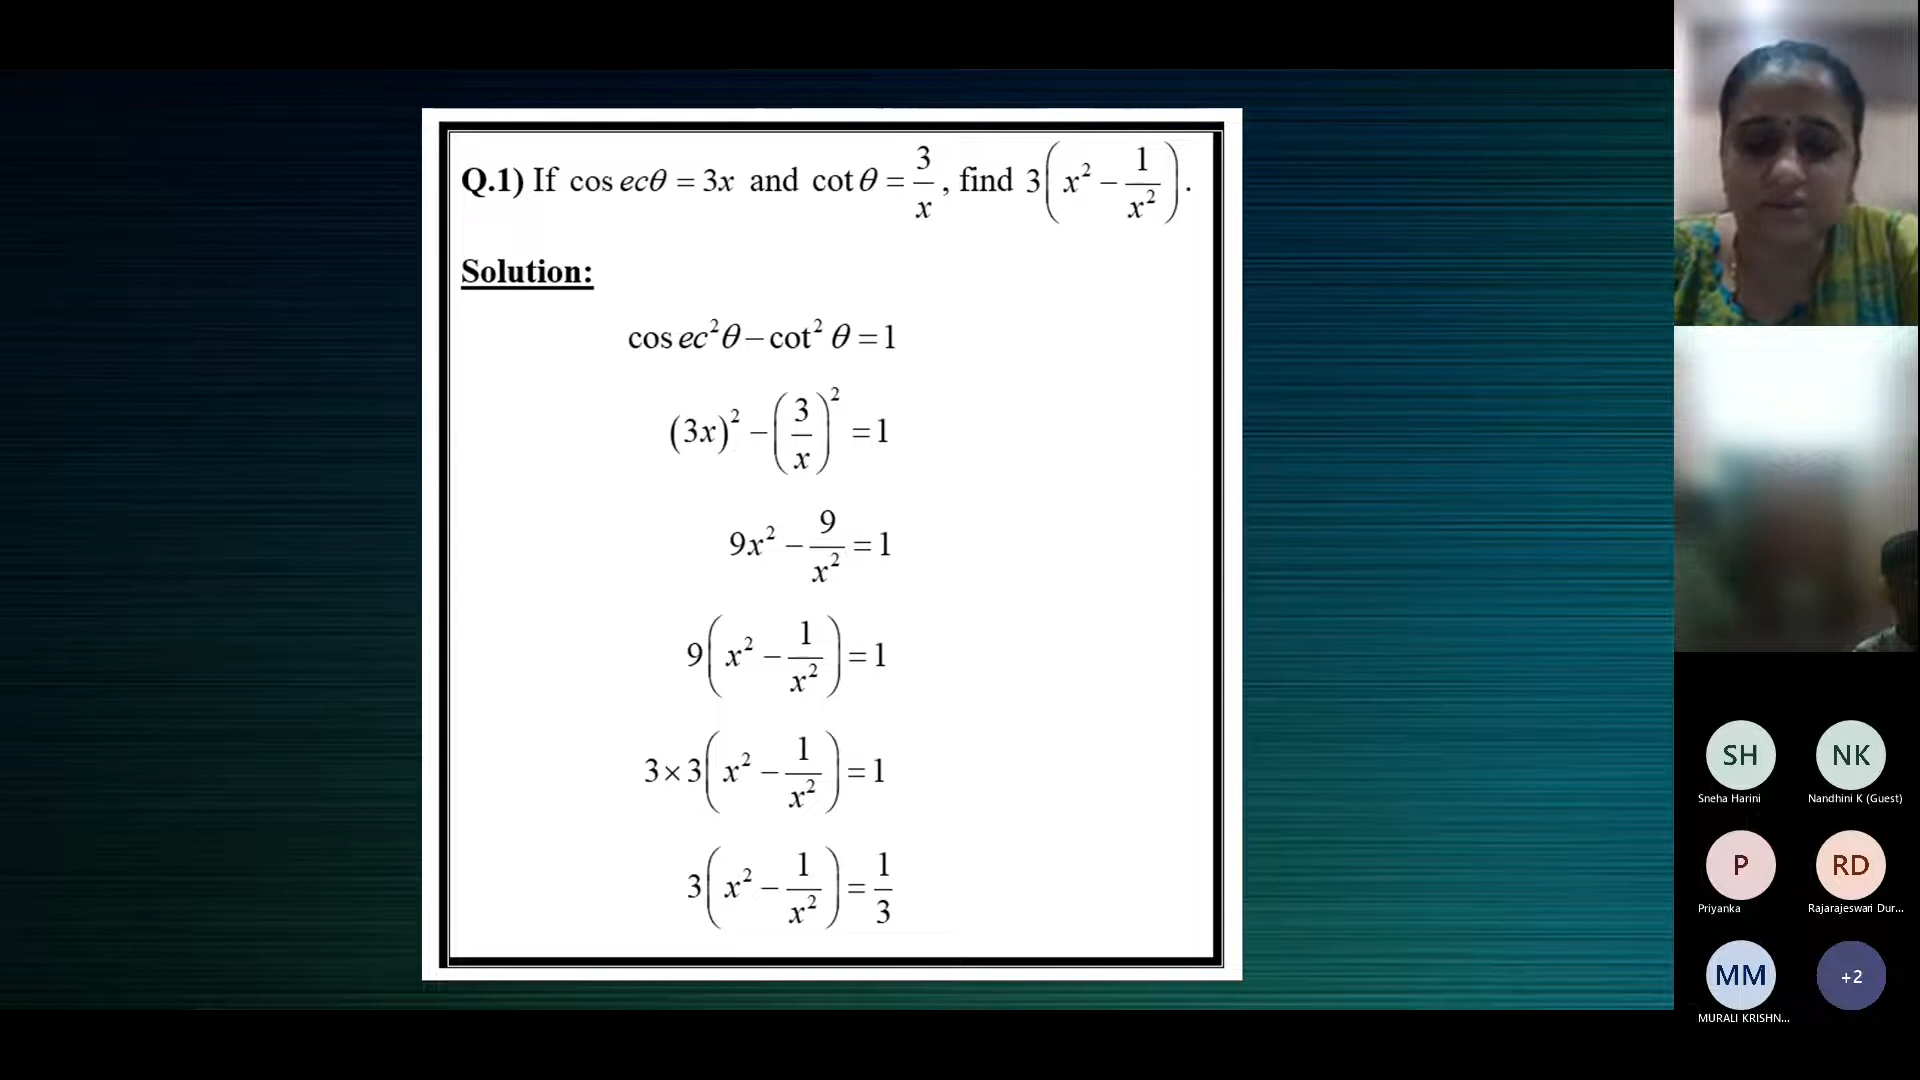 Q.1) If cosecθ = 3x and cotθ = 3/x , find 3(x² − 1/x²).
Solution:
cosec²θ − cot² θ = 1
(3x)² − (3/x)² = 1
9x² − 9/x² = 1
9(x² − 1/x²) = 1
3×3(x² − 1/x²) = 1
3(x² − 1/x²) = 1/3
SH NK
Sneha Harini Nandhini K (Guest)
P RD
Priyanka Rajarajeswari Dur...
MM +2
MURALI KRISHN...